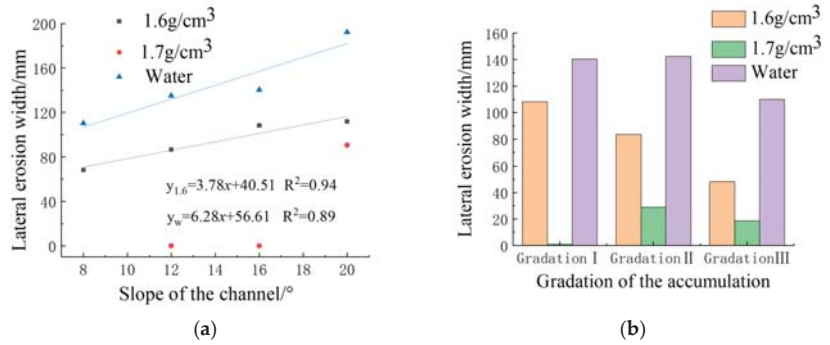 1.6g/cm³
1.7g/cm³
Water
Lateral erosion width/mm
200
160
120
80
40
0
y1.6=3.78x+40.51 R²=0.94
yw=6.28x+56.61 R²=0.89
8 10 12 14 16 18 20
Slope of the channel/°
(a)
1.6g/cm³
1.7g/cm³
Water
Lateral erosion width/mm
160
140
120
100
80
60
40
20
0
Gradation Ⅰ Gradation Ⅱ Gradation Ⅲ
Gradation of the accumulation
(b)